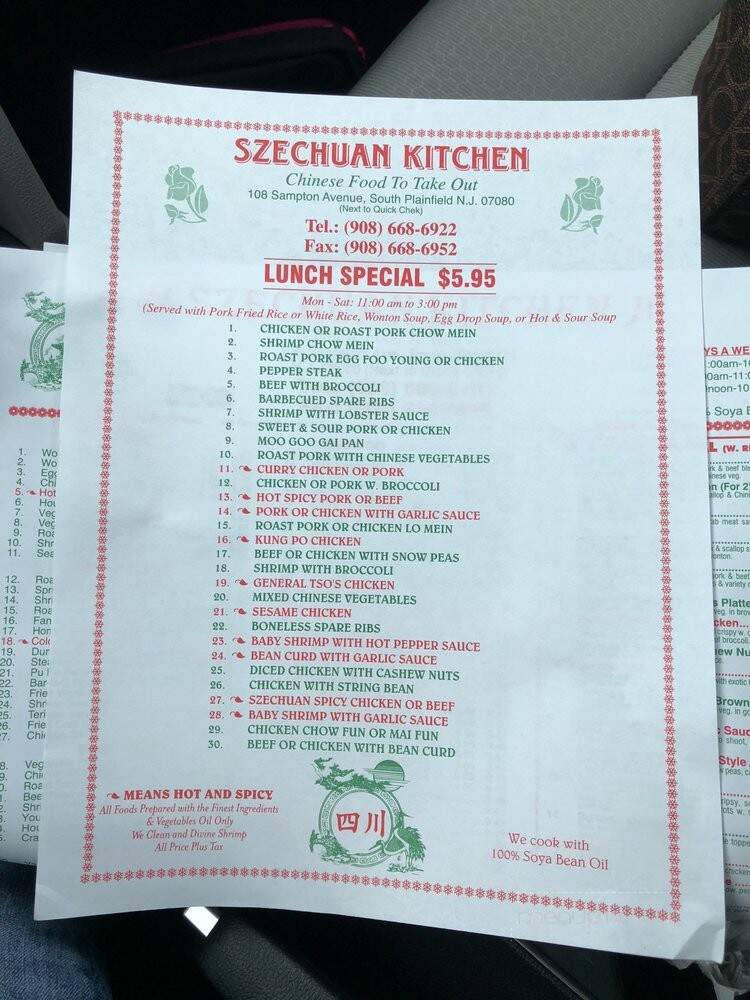 SZECHUAN KITCHEN
Chinese Food To Take Out
108 Sampton Avenue, South Plainfield N.J. 07080
(Next to Quick Chek)
Tel.: (908) 668-6922
Fax: (908) 668-6952
LUNCH SPECIAL $5.95
Mon - Sat: 11:00 am to 3:00 pm
(Served with Pork Fried Rice or White Rice, Wonton Soup, Egg Drop Soup, or Hot & Sour Soup
1. CHICKEN OR ROAST PORK CHOW MEIN
2. SHRIMP CHOW MEIN
3. ROAST PORK EGG FOO YOUNG OR CHICKEN
4. PEPPER STEAK
5. BEEF WITH BROCCOLI
6. BARBECUED SPARE RIBS
7. SHRIMP WITH LOBSTER SAUCE
8. SWEET & SOUR PORK OR CHICKEN
9. MOO GOO GAI PAN
10. ROAST PORK WITH CHINESE VEGETABLES
11. CURRY CHICKEN OR PORK
12. CHICKEN OR PORK W. BROCCOLI
13. HOT SPICY PORK OR BEEF
14. PORK OR CHICKEN WITH GARLIC SAUCE
15. ROAST PORK OR CHICKEN LO MEIN
16. KUNG PO CHICKEN
17. BEEF OR CHICKEN WITH SNOW PEAS
18. SHRIMP WITH BROCCOLI
19. GENERAL TSO'S CHICKEN
20. MIXED CHINESE VEGETABLES
21. SESAME CHICKEN
22. BONELESS SPARE RIBS
23. BABY SHRIMP WITH HOT PEPPER SAUCE
24. BEAN CURD WITH GARLIC SAUCE
25. DICED CHICKEN WITH CASHEW NUTS
26. CHICKEN WITH STRING BEAN
27. SZECHUAN SPICY CHICKEN OR BEEF
28. BABY SHRIMP WITH GARLIC SAUCE
29. CHICKEN CHOW FUN OR MAI FUN
30. BEEF OR CHICKEN WITH BEAN CURD
MEANS HOT AND SPICY
All Foods Prepared with the Finest Ingredients
& Vegetables Oil Only
We Clean and Divine Shrimp
All Price Plus Tax
四川
We cook with
100% Soya Bean Oil